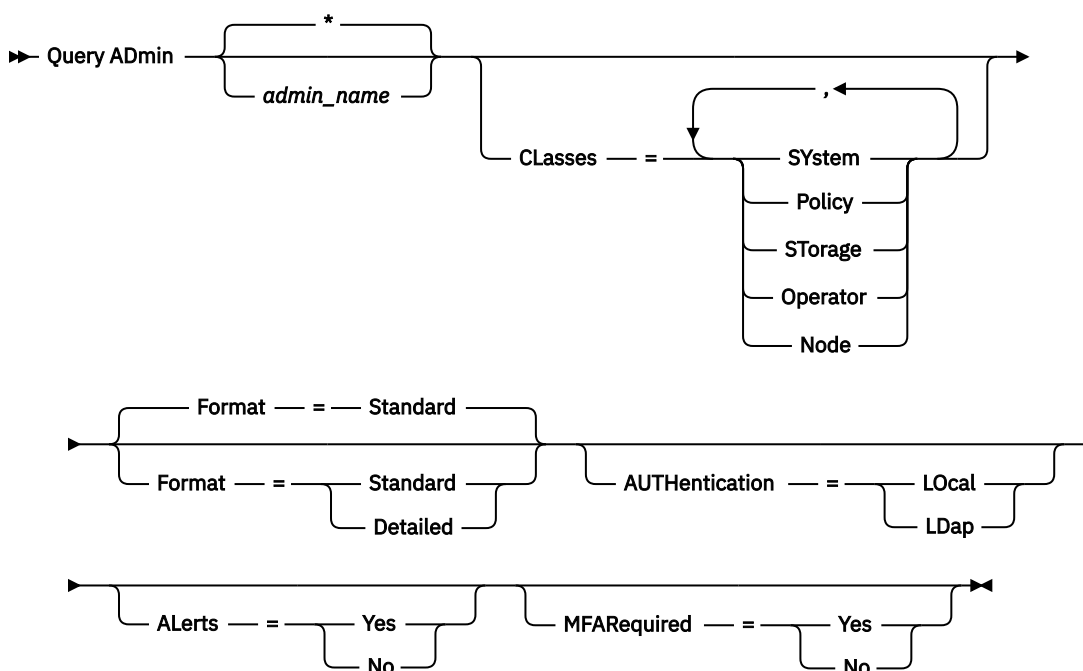 *
Query ADmin
admin_name
,
CLasses = SYstem
Policy
STorage
Operator
Node
Format = Standard
Format = Standard
Detailed
AUTHentication = LOcal
LDap
ALerts = Yes
No
MFARequired = Yes
No